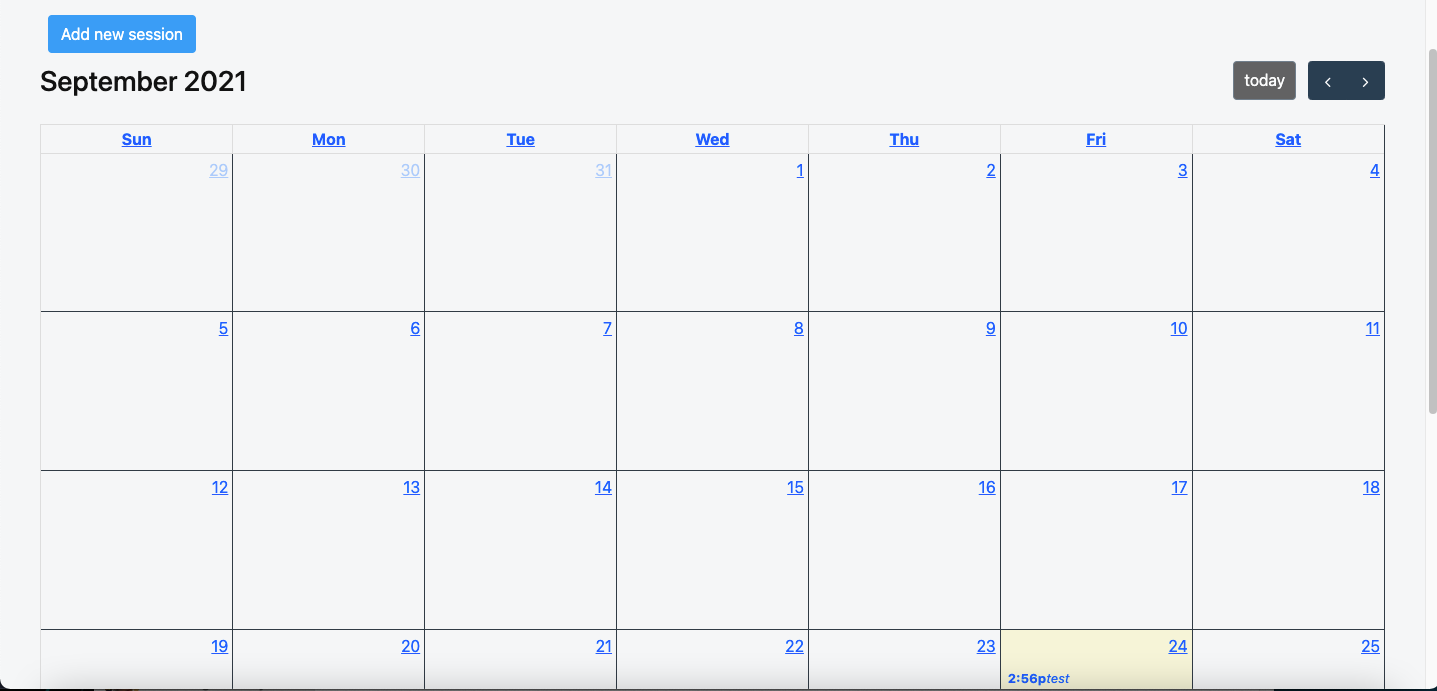 Add new session
September 2021
today
Sun Mon Tue Wed Thu Fri Sat
29 30 31 1 2 3 4
5 6 7 8 9 10 11
12 13 14 15 16 17 18
19 20 21 22 23 24 25
2:56ptest